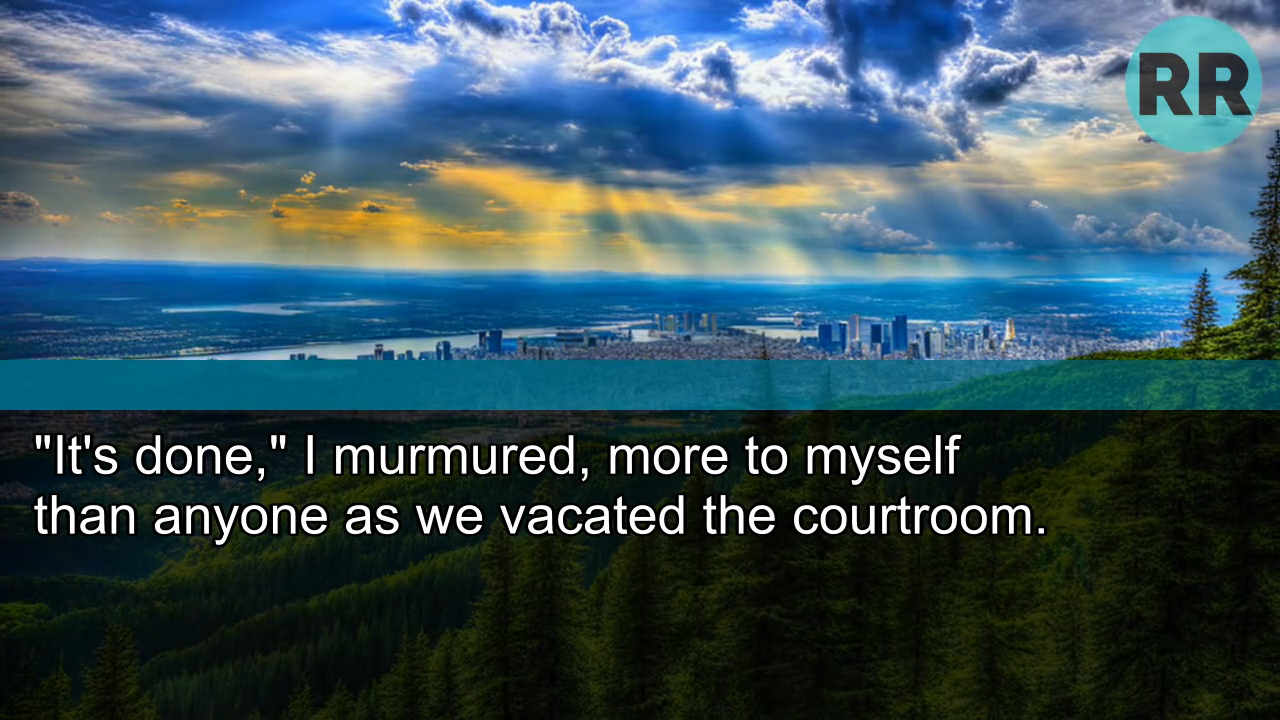 RR
"It's done," I murmured, more to myself
than anyone as we vacated the courtroom.